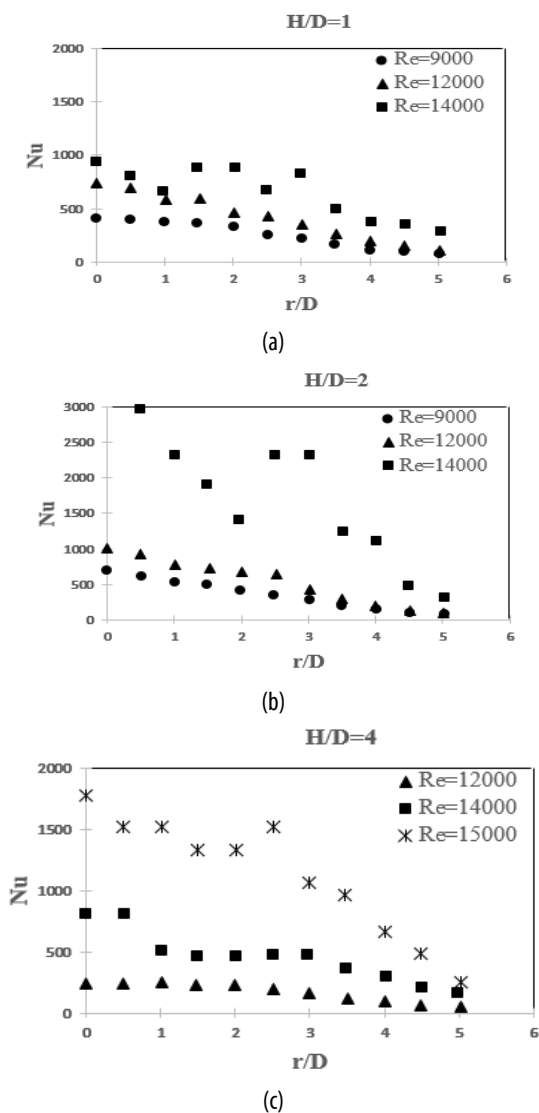 H/D=1
2000
1500
1000
500
0
Nu
Re=9000
Re=12000
Re=14000
0 1 2 3 4 5 6
r/D
(a)
H/D=2
3000
2500
2000
1500
1000
500
0
Nu
Re=9000
Re=12000
Re=14000
0 1 2 3 4 5 6
r/D
(b)
H/D=4
2000
1500
1000
500
0
Nu
Re=12000
Re=14000
Re=15000
0 1 2 3 4 5 6
r/D
(c)